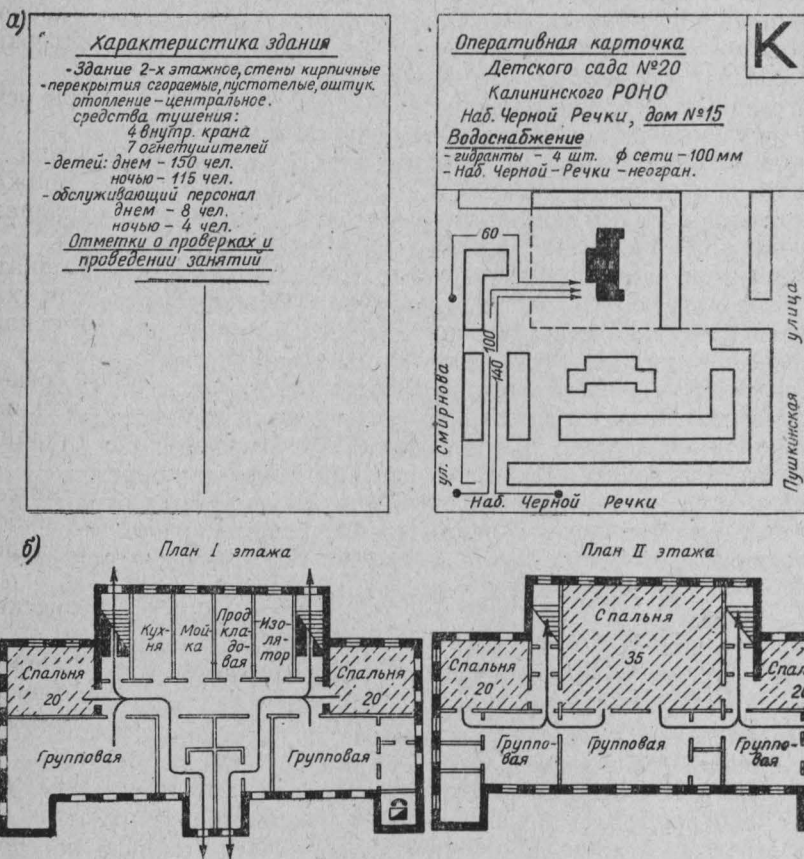 а)
Характеристика здания
- Здание 2-х этажное, стены кирпичные
- перекрытия сгораемые, пустотелые, оштук.
отопление – центральное.
средства тушения:
4 внутр. крана
7 огнетушителей
- детей: днем – 150 чел.
ночью – 115 чел.
- обслуживающий персонал
днем – 8 чел.
ночью – 4 чел.
Отметки о проверках и
проведении занятий
К
Оперативная карточка
Детского сада №20
Калининского РОНО
Наб. Черной Речки, дом №15
Водоснабжение
- гидранты – 4 шт. ϕ сети – 100 мм
- Наб. Черной – Речки – неогран.
60
100
140
ул. Смирнова
Пушкинская улица
Наб. Черной Речки
б)
План I этажа
Кух-
ня
Мой-
ка
Прод
кла-
до-
вая
Изо-
ля-
тор
Спальня
20
Спальня
20
Групповая
Групповая
План II этажа
Спальня
35
Спальня
20
Спал
20
Группо-
вая
Групповая
Группо-
вая